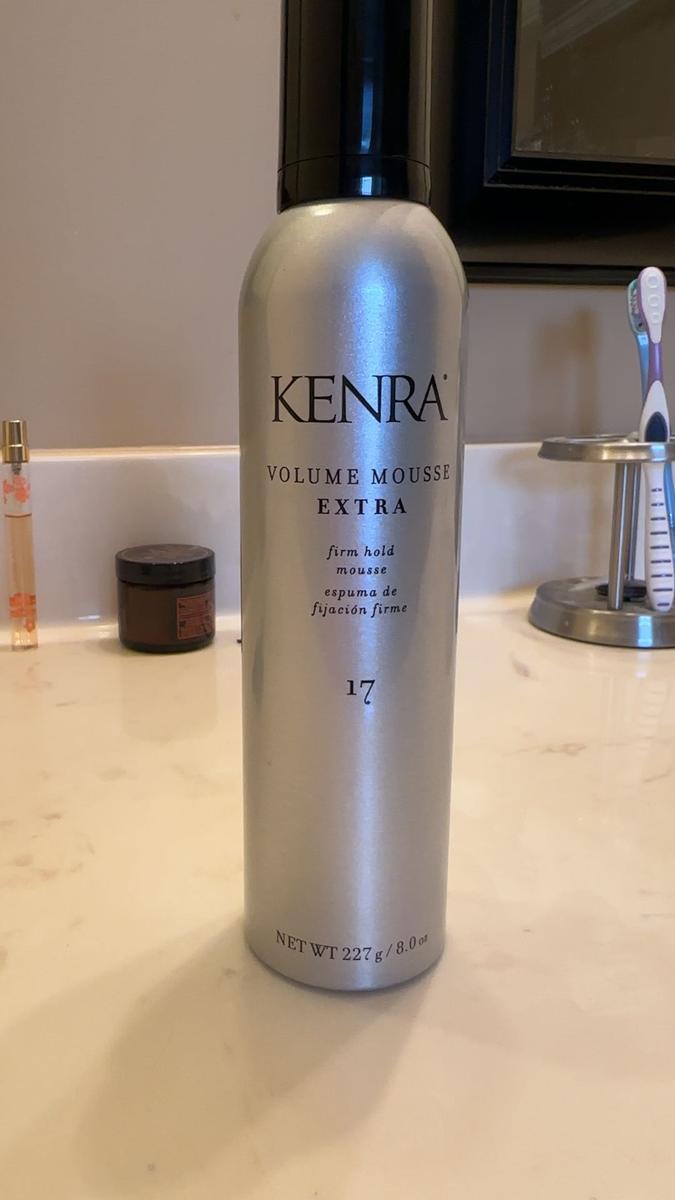 KENRA
VOLUME MOUSSE
EXTRA
firm hold
mousse
espuma de
fijación firme
17
NET WT 227 g / 8.0 oz